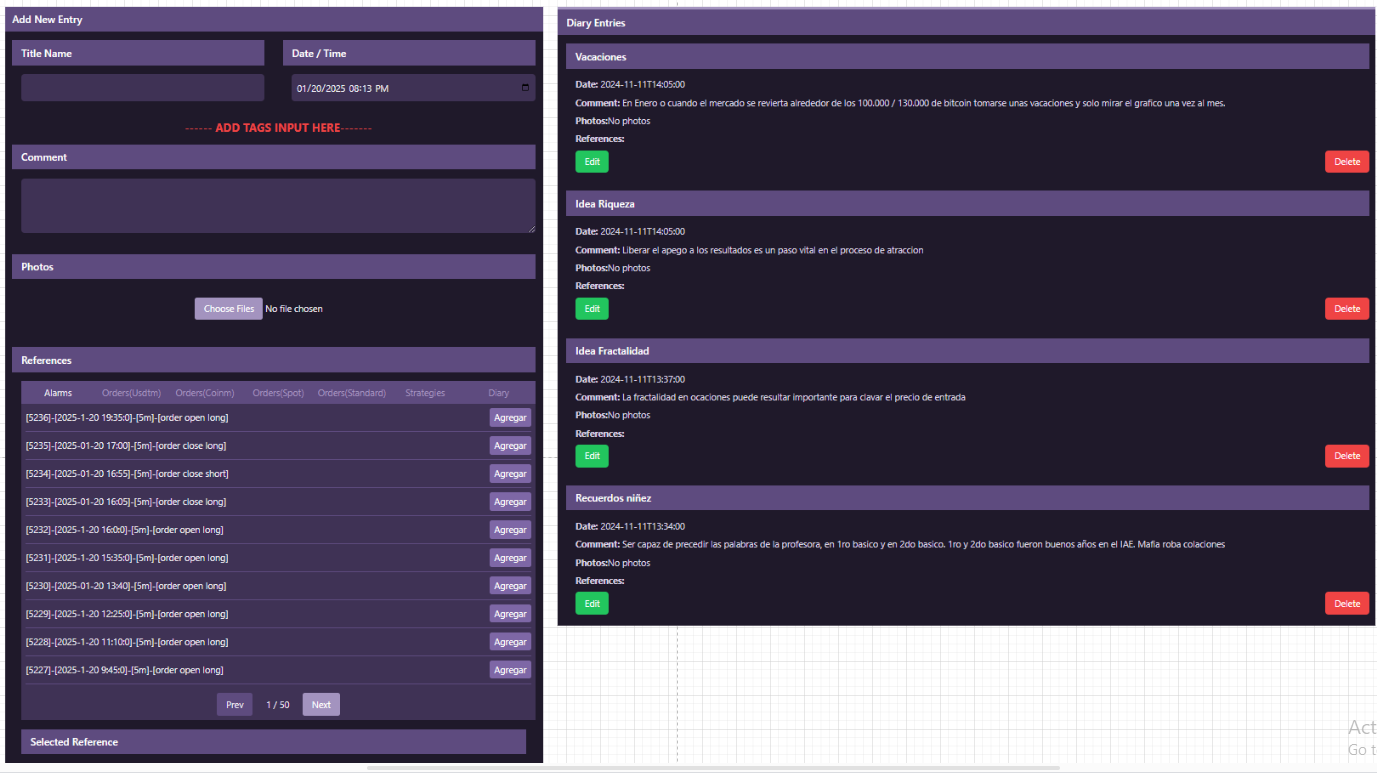 Add New Entry
Title Name
Date / Time
01/20/2025 08:13 PM
------ ADD TAGS INPUT HERE-------
Comment
Photos
Choose Files No file chosen
References
Alarms Orders(Usdtm) Orders(Coinm) Orders(Spot) Orders(Standard) Strategies Diary
[5236]-[2025-1-20 19:35:0]-[5m]-[order open long] Agregar
[5235]-[2025-01-20 17:00]-[5m]-[order close long] Agregar
[5234]-[2025-01-20 16:55]-[5m]-[order close short] Agregar
[5233]-[2025-01-20 16:05]-[5m]-[order close long] Agregar
[5232]-[2025-1-20 16:0:0]-[5m]-[order open long] Agregar
[5231]-[2025-1-20 15:35:0]-[5m]-[order open long] Agregar
[5230]-[2025-01-20 13:40]-[5m]-[order open long] Agregar
[5229]-[2025-1-20 12:25:0]-[5m]-[order open long] Agregar
[5228]-[2025-1-20 11:10:0]-[5m]-[order open long] Agregar
[5227]-[2025-1-20 9:45:0]-[5m]-[order open long] Agregar
Prev 1 / 50 Next
Selected Reference
Diary Entries
Vacaciones
Date: 2024-11-11T14:05:00
Comment: En Enero o cuando el mercado se revierta alrededor de los 100.000 / 130.000 de bitcoin tomarse unas vacaciones y solo mirar el grafico una vez al mes.
Photos:No photos
References:
Edit Delete
Idea Riqueza
Date: 2024-11-11T14:05:00
Comment: Liberar el apego a los resultados es un paso vital en el proceso de atraccion
Photos:No photos
References:
Edit Delete
Idea Fractalidad
Date: 2024-11-11T13:37:00
Comment: La fractalidad en ocaciones puede resultar importante para clavar el precio de entrada
Photos:No photos
References:
Edit Delete
Recuerdos niñez
Date: 2024-11-11T13:34:00
Comment: Ser capaz de precedir las palabras de la profesora, en 1ro basico y en 2do basico. 1ro y 2do basico fueron buenos años en el IAE. Mafia roba colaciones
Photos:No photos
References:
Edit Delete
Act
Go t